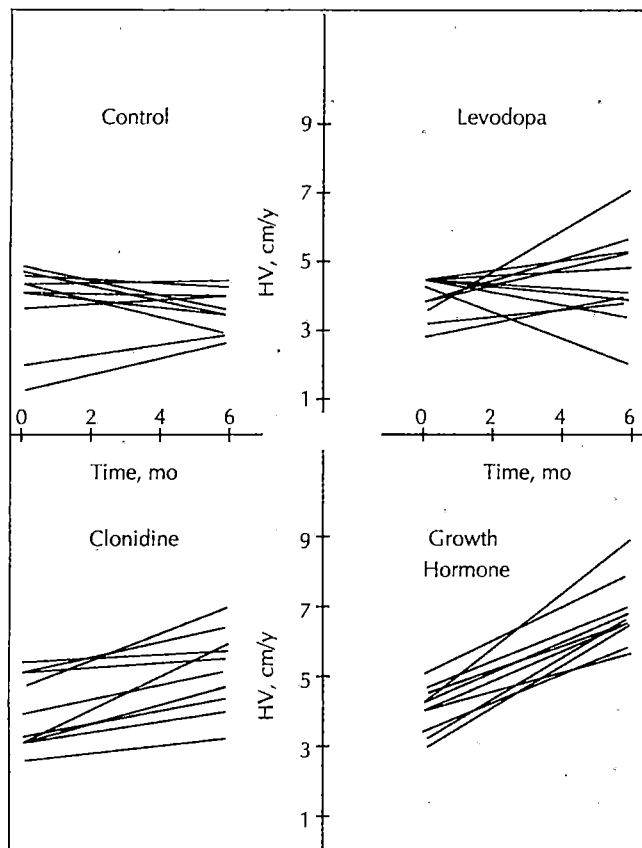 Control
Levodopa
HV, cm/y
9
7
5
3
1
0 2 4 6
0 2 4 6
Time, mo
Time, mo
Clonidine
Growth
Hormone
HV, cm/y
9
7
5
3
1